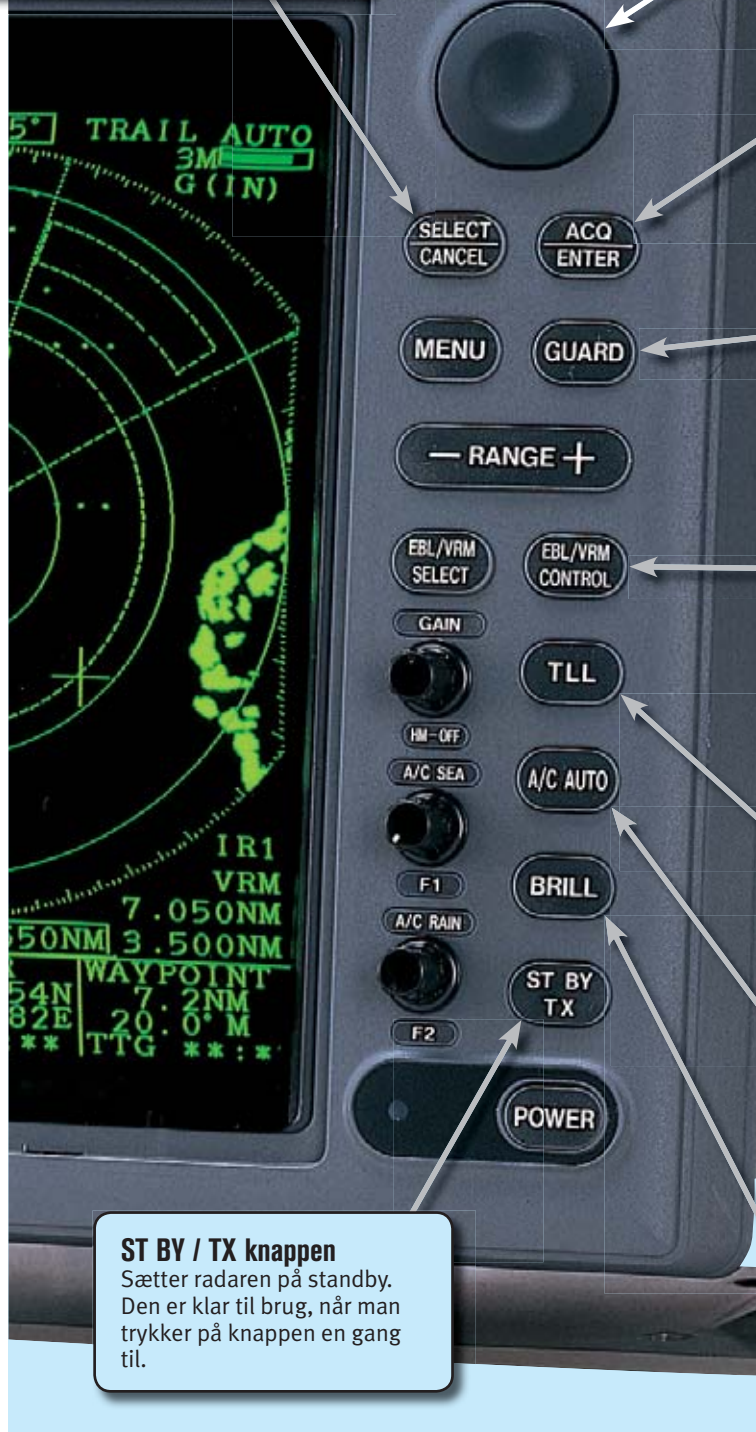 5° TRAIL AUTO
3M
G(IN)
SELECT
CANCEL
ACQ
ENTER
MENU
GUARD
— RANGE +
EBL/VRM
SELECT
EBL/VRM
CONTROL
GAIN
TLL
HM-OFF
A/C SEA
A/C AUTO
IR1
VRM
7.050NM
550NM 3.500NM
F1
BRILL
A/C RAIN
WAYPOINT
54N 7.2NM
82E 20.0°M
** TTG **:*
ST BY
TX
F2
POWER
ST BY / TX knappen
Sætter radaren på standby.
Den er klar til brug, når man
trykker på knappen en gang
til.